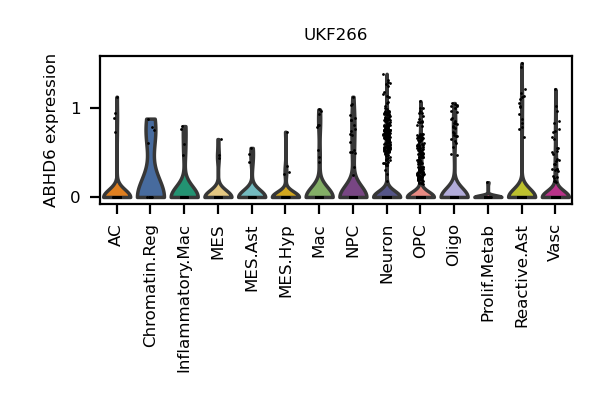 UKF266
ABHD6 expression
1
0
AC
Chromatin.Reg
Inflammatory.Mac
MES
MES.Ast
MES.Hyp
Mac
NPC
Neuron
OPC
Oligo
Prolif.Metab
Reactive.Ast
Vasc